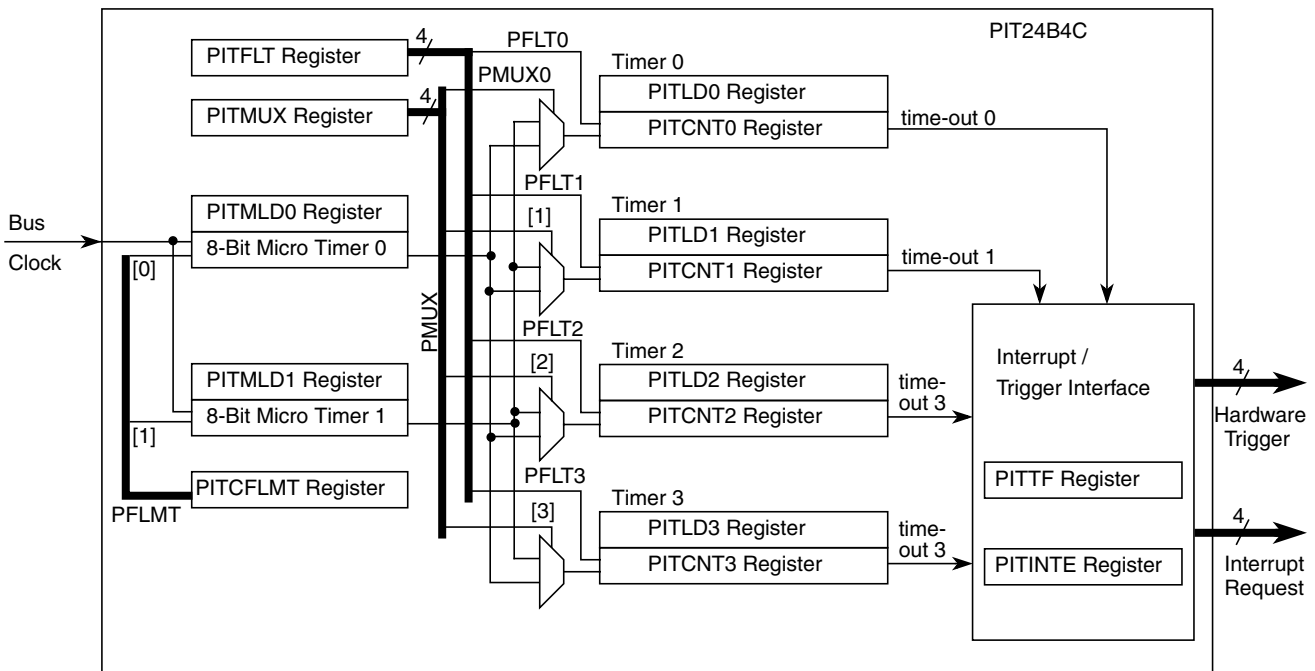 PIT24B4C
PITFLT Register
4
PFLT0
PMUX0
Timer 0
PITLD0 Register
PITMUX Register
4
PITCNT0 Register
time-out 0
PFLT1
Bus
Clock
PITMLD0 Register
8-Bit Micro Timer 0
[0]
[1]
Timer 1
PITLD1 Register
PITCNT1 Register
time-out 1
PMUX
PFLT2
Interrupt /
Trigger Interface
PITMLD1 Register
8-Bit Micro Timer 1
[1]
[2]
Timer 2
PITLD2 Register
PITCNT2 Register
time-
out 3
4
Hardware
Trigger
PITCFLMT Register
PFLMT
PFLT3
[3]
Timer 3
PITLD3 Register
PITCNT3 Register
time-
out 3
PITTF Register
PITINTE Register
4
Interrupt
Request